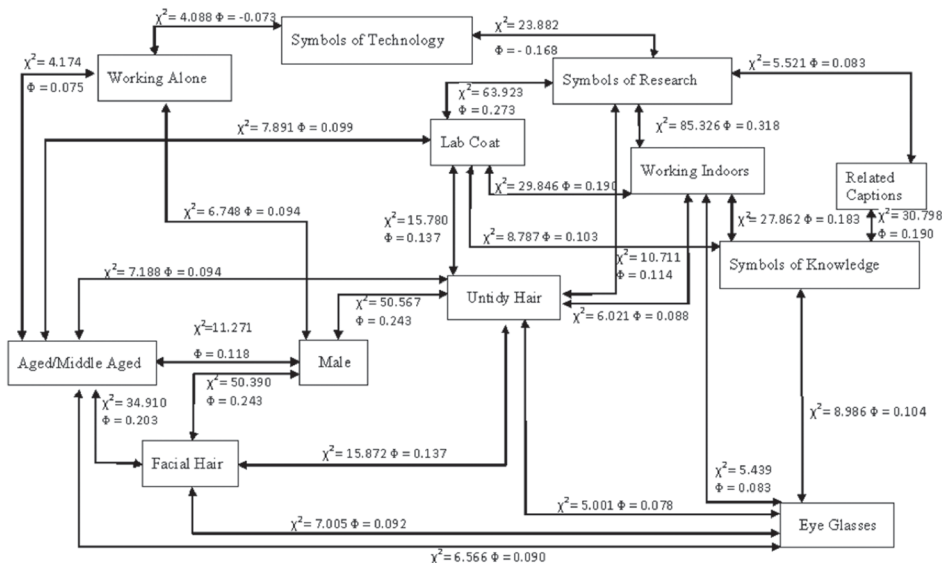 χ²= 4.088 Φ = -0.073
Symbols of Technology
χ²= 23.882
Φ = - 0.168
χ²= 4.174
Φ = 0.075
Working Alone
Symbols of Research
χ²= 5.521 Φ = 0.083
χ²= 63.923
Φ = 0.273
χ²= 7.891 Φ = 0.099
Lab Coat
χ²= 85.326 Φ = 0.318
Working Indoors
Related
Captions
χ²= 29.846 Φ = 0.190
χ²= 6.748 Φ = 0.094
χ²= 15.780
Φ = 0.137
χ²= 8.787 Φ = 0.103
χ²= 27.862 Φ = 0.183
χ²= 30.798
Φ = 0.190
χ²= 10.711
Φ = 0.114
Symbols of Knowledge
χ²= 7.188 Φ = 0.094
Untidy Hair
χ²= 50.567
Φ = 0.243
χ²= 6.021 Φ = 0.088
χ²=11.271
Φ = 0.118
Aged/Middle Aged
Male
χ²= 50.390
Φ = 0.243
χ²= 34.910
Φ = 0.203
χ²= 8.986 Φ = 0.104
Facial Hair
χ²= 15.872 Φ = 0.137
χ²= 5.439
Φ = 0.083
χ²= 5.001 Φ = 0.078
χ²= 7.005 Φ = 0.092
Eye Glasses
χ²= 6.566 Φ = 0.090